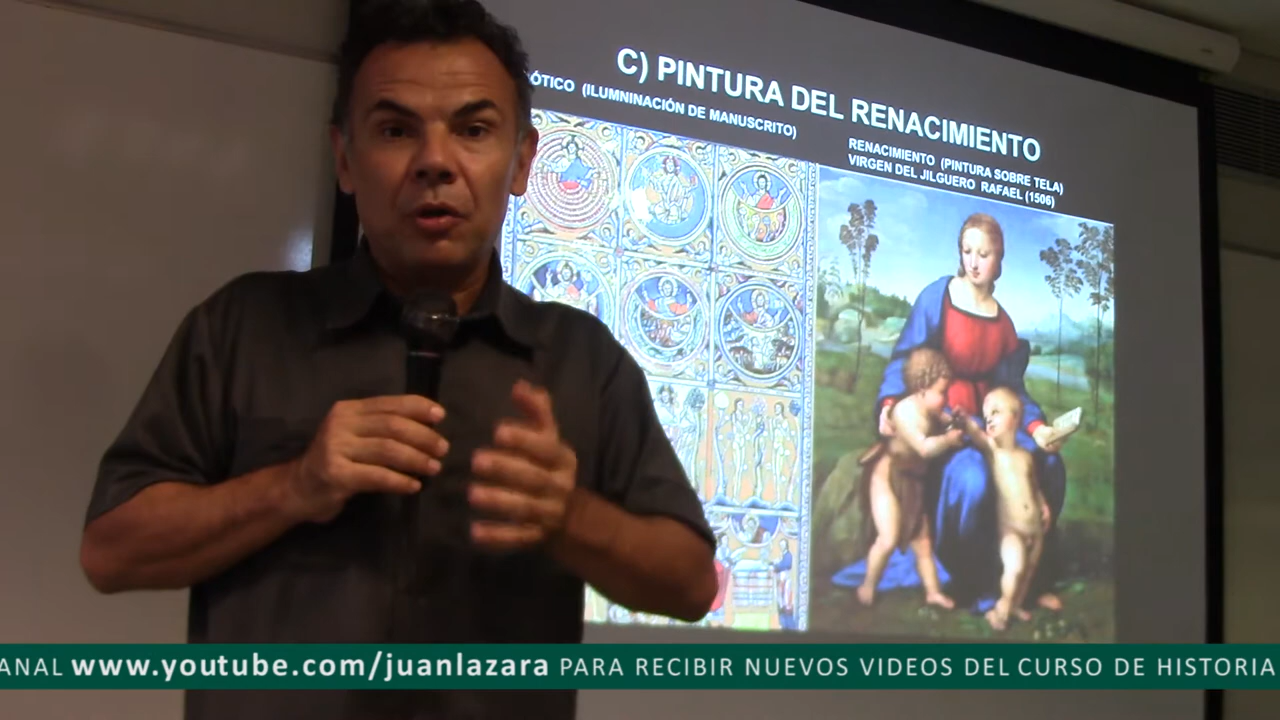 C) PINTURA DEL RENACIMIENTO
ÓTICO (ILUMNINACIÓN DE MANUSCRITO)
RENACIMIENTO (PINTURA SOBRE TELA)
VIRGEN DEL JILGUERO RAFAEL (1506)
ANAL www.youtube.com/juanlazara PARA RECIBIR NUEVOS VIDEOS DEL CURSO DE HISTORIA